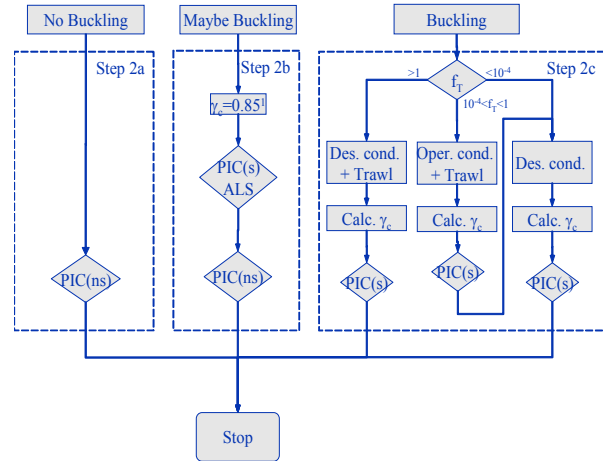 No Buckling
Maybe Buckling
Buckling
Step 2a
Step 2b
Step 2c
γc=0.85¹
PIC(s)
ALS
PIC(ns)
PIC(ns)
>1
fT
<10⁻⁴
10⁻⁴<fT<1
Des. cond.
+ Trawl
Oper. cond.
+ Trawl
Des. cond.
Calc. γc
Calc. γc
Calc. γc
PIC(s)
PIC(s)
PIC(s)
Stop